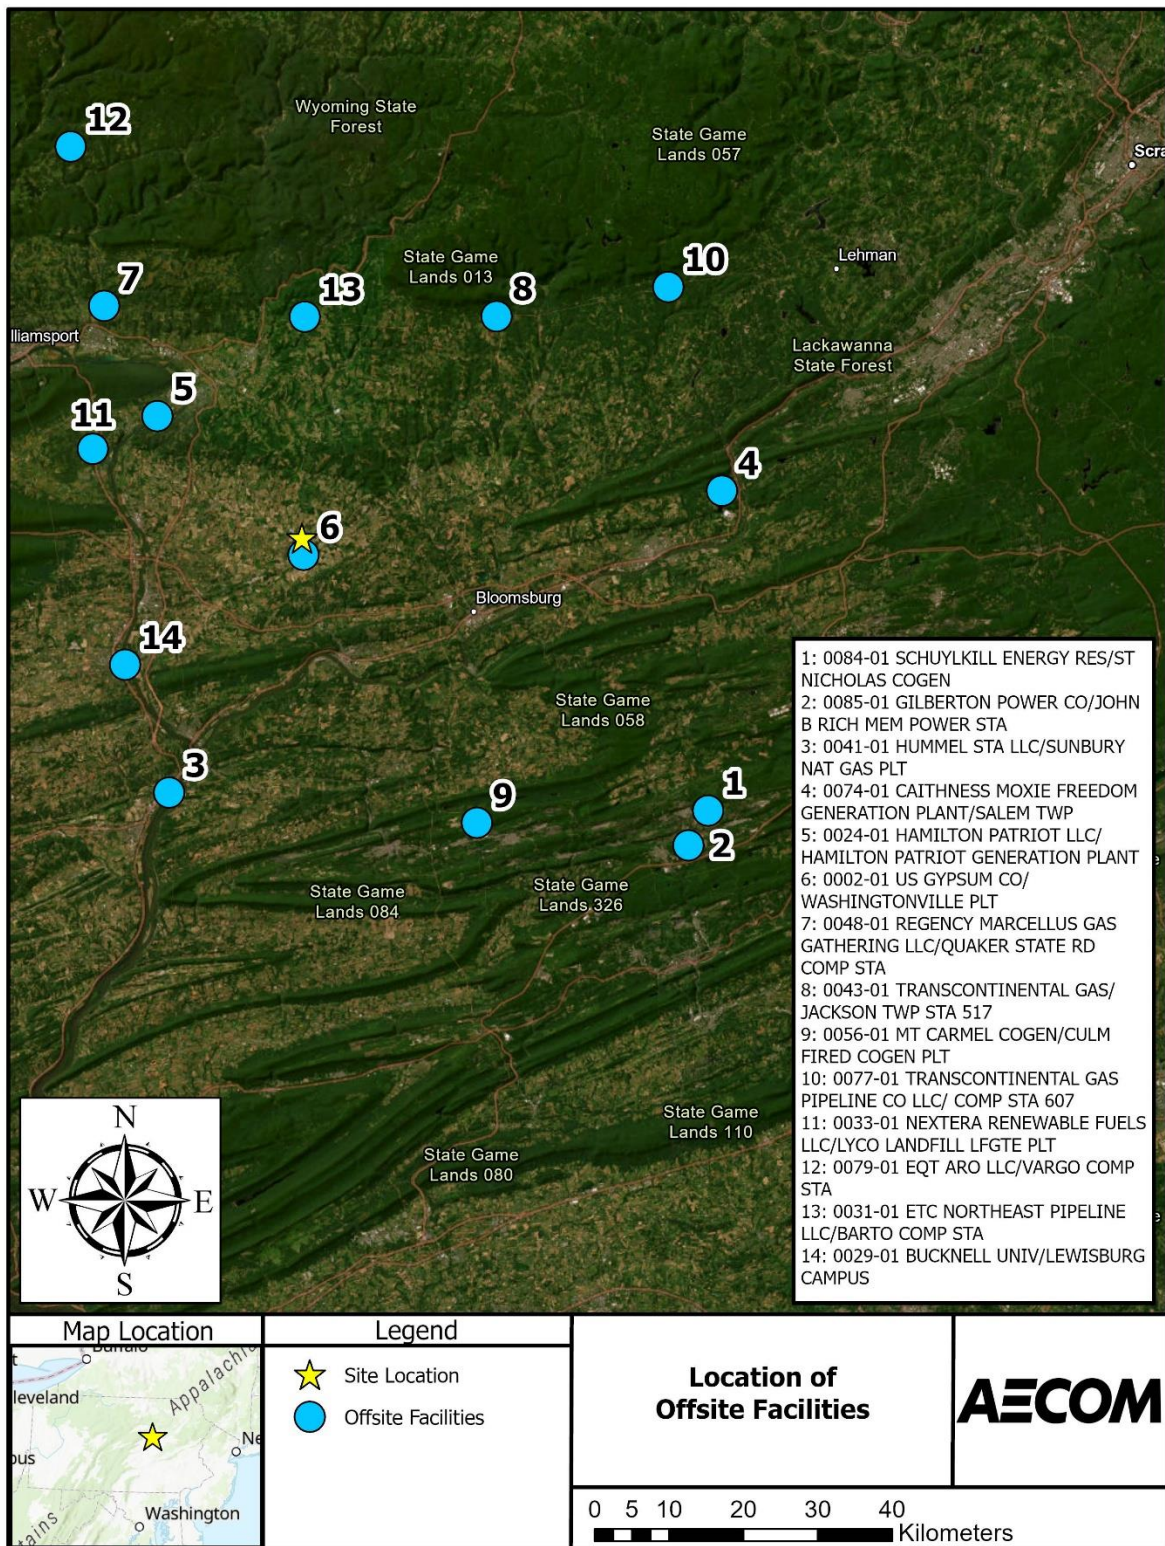 12
Wyoming State
Forest
State Game
Lands 057
Scra
7
State Game
Lands 013
13
8
10
Lehman
lliamsport
Lackawanna
State Forest
5
11
4
6
Bloomsburg
14
State Game
Lands 058
3
9
1
2
State Game
Lands 084
State Game
Lands 326
State Game
Lands 110
State Game
Lands 080
e
e
1: 0084-01 SCHUYLKILL ENERGY RES/ST
NICHOLAS COGEN
2: 0085-01 GILBERTON POWER CO/JOHN
B RICH MEM POWER STA
3: 0041-01 HUMMEL STA LLC/SUNBURY
NAT GAS PLT
4: 0074-01 CAITHNESS MOXIE FREEDOM
GENERATION PLANT/SALEM TWP
5: 0024-01 HAMILTON PATRIOT LLC/
HAMILTON PATRIOT GENERATION PLANT
6: 0002-01 US GYPSUM CO/
WASHINGTONVILLE PLT
7: 0048-01 REGENCY MARCELLUS GAS
GATHERING LLC/QUAKER STATE RD
COMP STA
8: 0043-01 TRANSCONTINENTAL GAS/
JACKSON TWP STA 517
9: 0056-01 MT CARMEL COGEN/CULM
FIRED COGEN PLT
10: 0077-01 TRANSCONTINENTAL GAS
PIPELINE CO LLC/ COMP STA 607
11: 0033-01 NEXTERA RENEWABLE FUELS
LLC/LYCO LANDFILL LFGTE PLT
12: 0079-01 EQT ARO LLC/VARGO COMP
STA
13: 0031-01 ETC NORTHEAST PIPELINE
LLC/BARTO COMP STA
14: 0029-01 BUCKNELL UNIV/LEWISBURG
CAMPUS
N
W E
S
Map Location
t
leveland
Appalachia
Ne
bus
Washington
tains
Legend
Site Location
Offsite Facilities
Location of
Offsite Facilities
AECOM
0 5 10 20 30 40
Kilometers